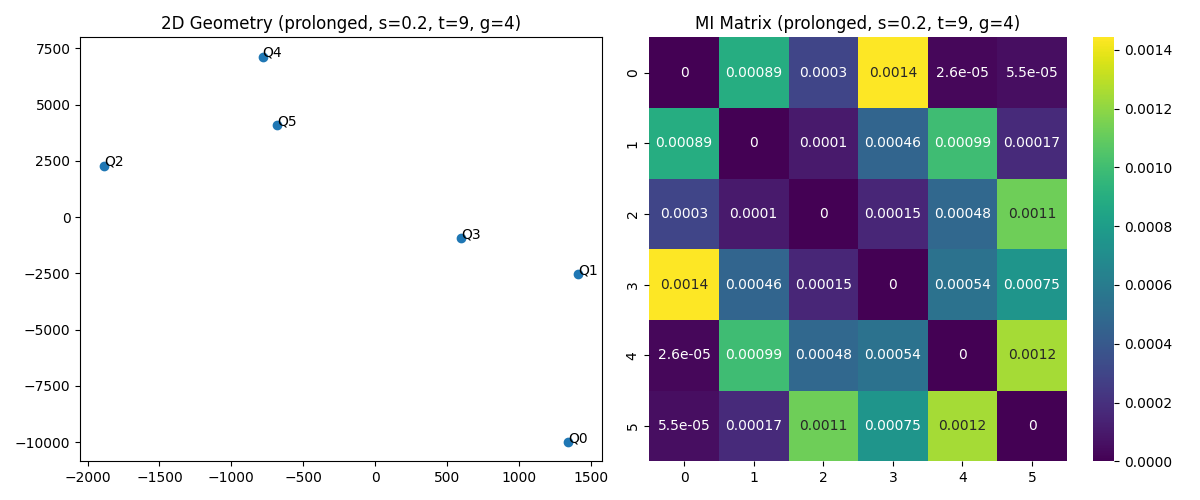 2D Geometry (prolonged, s=0.2, t=9, g=4)
7500
5000
2500
0
−2500
−5000
−7500
−10000
−2000 −1500 −1000 −500 0 500 1000 1500
Q4
Q5
Q2
Q3
Q1
Q0
MI Matrix (prolonged, s=0.2, t=9, g=4)
0 0 0.00089 0.0003 0.0014 2.6e-05 5.5e-05
1 0.00089 0 0.0001 0.00046 0.00099 0.00017
2 0.0003 0.0001 0 0.00015 0.00048 0.0011
3 0.0014 0.00046 0.00015 0 0.00054 0.00075
4 2.6e-05 0.00099 0.00048 0.00054 0 0.0012
5 5.5e-05 0.00017 0.0011 0.00075 0.0012 0
0 1 2 3 4 5
0.0014
0.0012
0.0010
0.0008
0.0006
0.0004
0.0002
0.0000